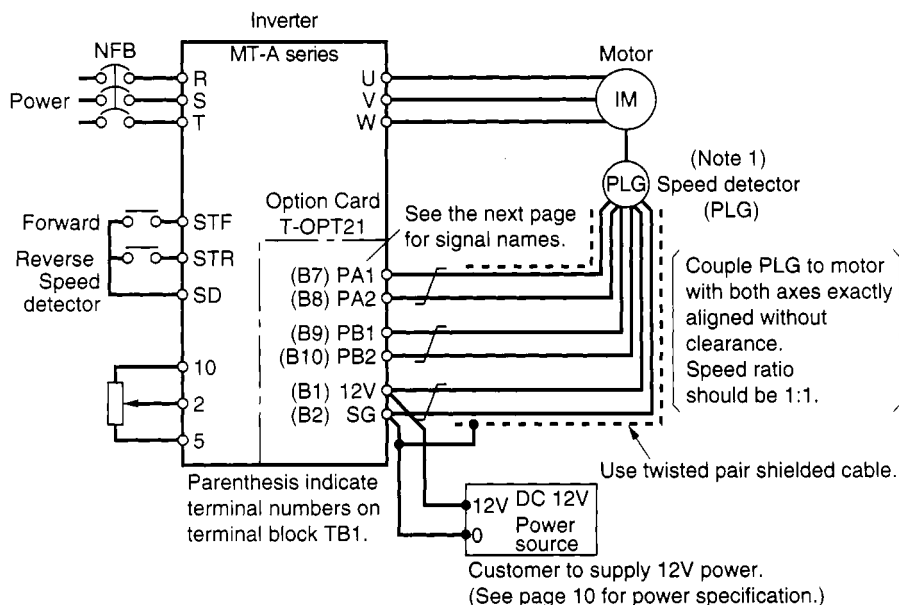 Inverter
MT-A series
NFB
Power
R
S
T
U
V
W
Motor
IM
(Note 1)
PLG
Speed detector
(PLG)
Option Card
T-OPT21
See the next page
for signal names.
Forward
STF
Reverse
STR
Speed
detector
SD
(B7) PA1
(B8) PA2
(B9) PB1
(B10) PB2
(B1) 12V
(B2) SG
10
2
5
Couple PLG to motor
with both axes exactly
aligned without
clearance.
Speed ratio
should be 1:1.
Use twisted pair shielded cable.
Parenthesis indicate
terminal numbers on
terminal block TB1.
12V DC 12V
Power
0 source
Customer to supply 12V power.
(See page 10 for power specification.)